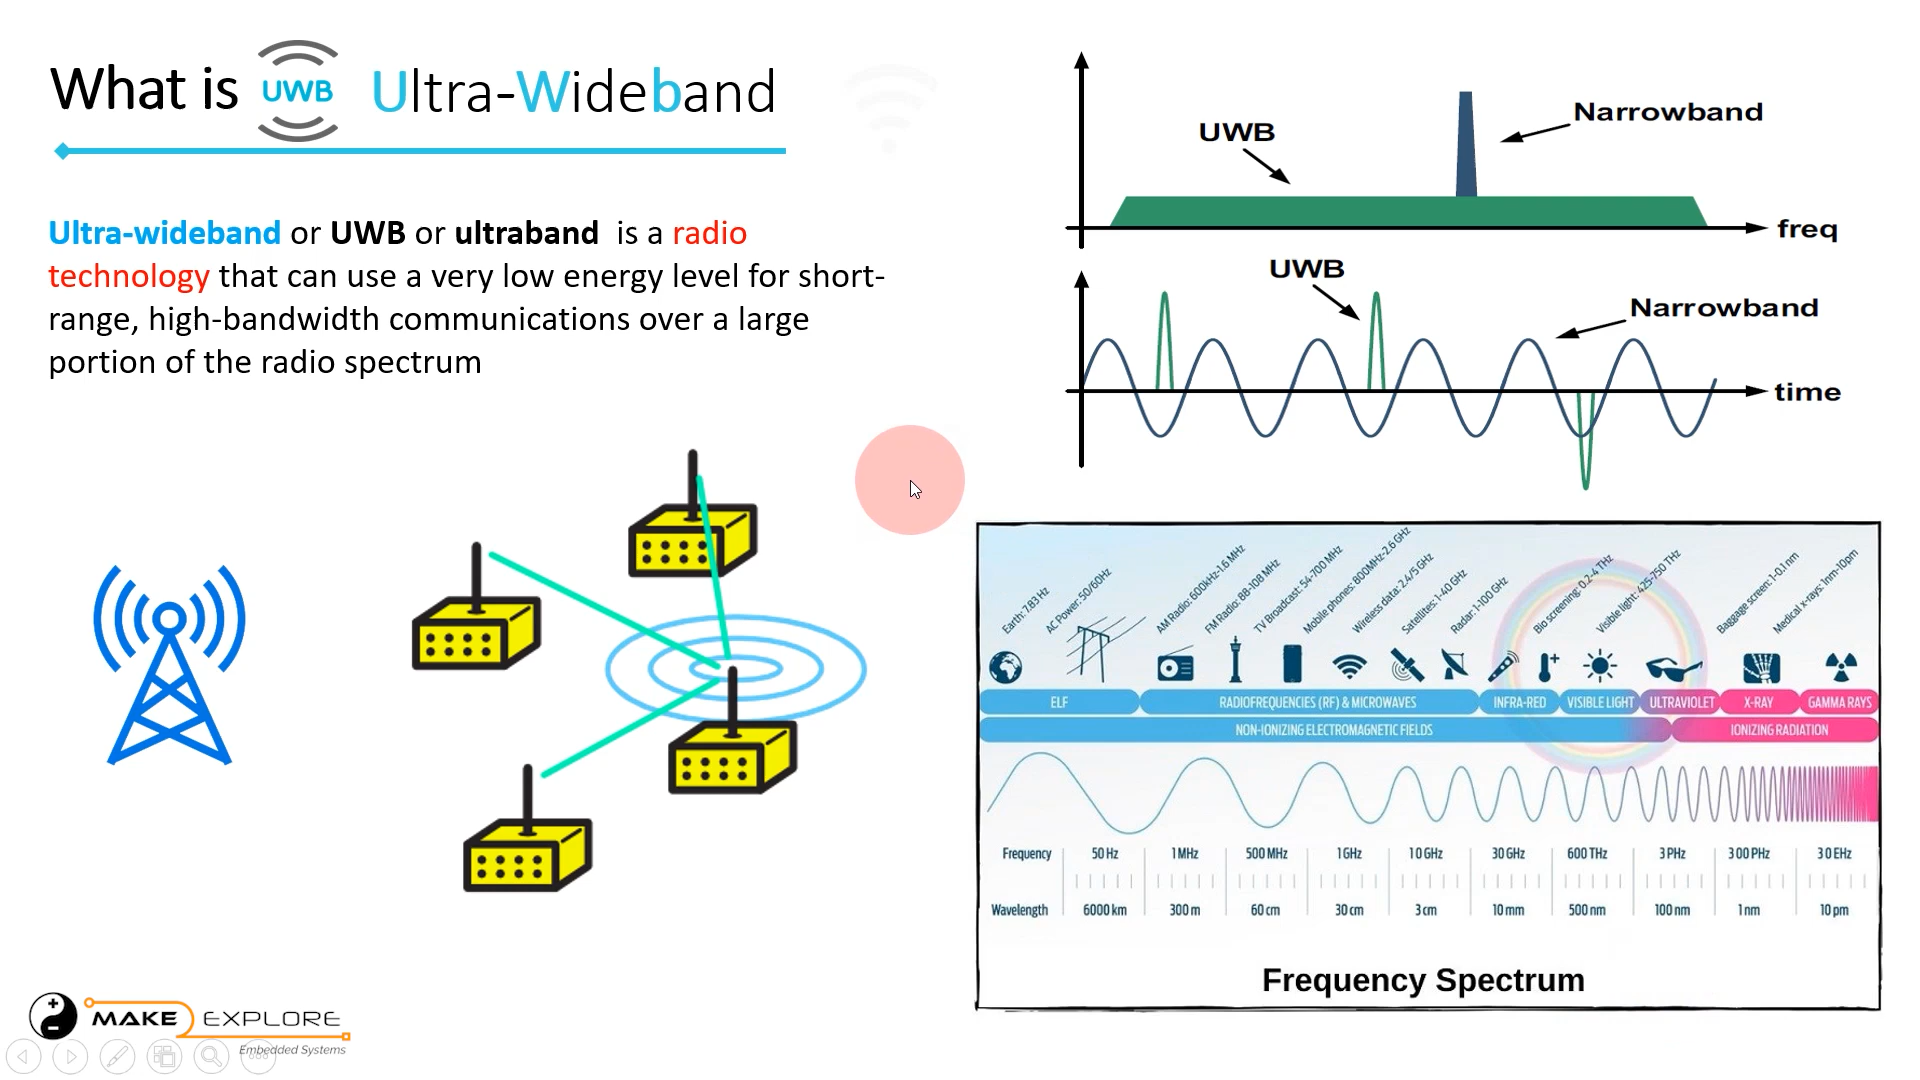 What is UWB Ultra-Wideband
Ultra-wideband or UWB or ultraband is a radio
technology that can use a very low energy level for short-
range, high-bandwidth communications over a large
portion of the radio spectrum
UWB
Narrowband
freq
UWB
Narrowband
time
Earth: 7.83 Hz
AC Power: 50/60Hz
AM Radio: 600kHz-1.6 MHz
FM Radio: 88-108 MHz
TV Broadcast: 54-700 MHz
Mobile phones: 800MHz-2.6 GHz
Wireless data: 2.4/5 GHz
Satellites: 1-40 GHz
Radar: 1-100 GHz
Bio screening: 0.2-4 THz
Visible light: 425-750 THz
Baggage screen: 1-0.1 nm
Medical x-rays: 1nm-10pm
ELF RADIOFREQUENCIES (RF) & MICROWAVES INFRA-RED VISIBLE LIGHT ULTRAVIOLET X-RAY GAMMA RAYS
NON-IONIZING ELECTROMAGNETIC FIELDS IONIZING RADIATION
Frequency 50 Hz 1 MHz 500 MHz 1 GHz 10 GHz 30 GHz 600 THz 3 PHz 300 PHz 30 EHz
Wavelength 6000 km 300 m 60 cm 30 cm 3 cm 10 mm 500 nm 100 nm 1 nm 10 pm
Frequency Spectrum
MAKE EXPLORE
Embedded Systems